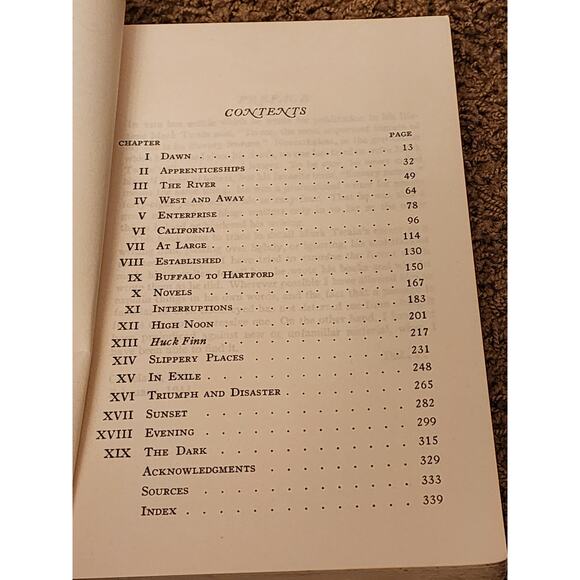 CONTENTS
CHAPTER PAGE
I DAWN . . . . . . . . . . . . 13
II APPRENTICESHIPS . . . . . . . . . 32
III THE RIVER . . . . . . . . . . . 49
IV WEST AND AWAY . . . . . . . . . 64
V ENTERPRISE . . . . . . . . . . 78
VI CALIFORNIA . . . . . . . . . . 96
VII AT LARGE . . . . . . . . . . . 114
VIII ESTABLISHED . . . . . . . . . . 130
IX BUFFALO TO HARTFORD . . . . . . . 150
X NOVELS . . . . . . . . . . . . 167
XI INTERRUPTIONS . . . . . . . . . 183
XII HIGH NOON . . . . . . . . . . 201
XIII Huck Finn . . . . . . . . . . . 217
XIV SLIPPERY PLACES . . . . . . . . . 231
XV IN EXILE . . . . . . . . . . . 248
XVI TRIUMPH AND DISASTER . . . . . . . 265
XVII SUNSET . . . . . . . . . . . . 282
XVIII EVENING . . . . . . . . . . . 299
XIX THE DARK . . . . . . . . . . . 315
ACKNOWLEDGMENTS . . . . . . . . . 329
SOURCES . . . . . . . . . . . 333
INDEX . . . . . . . . . . . . 339